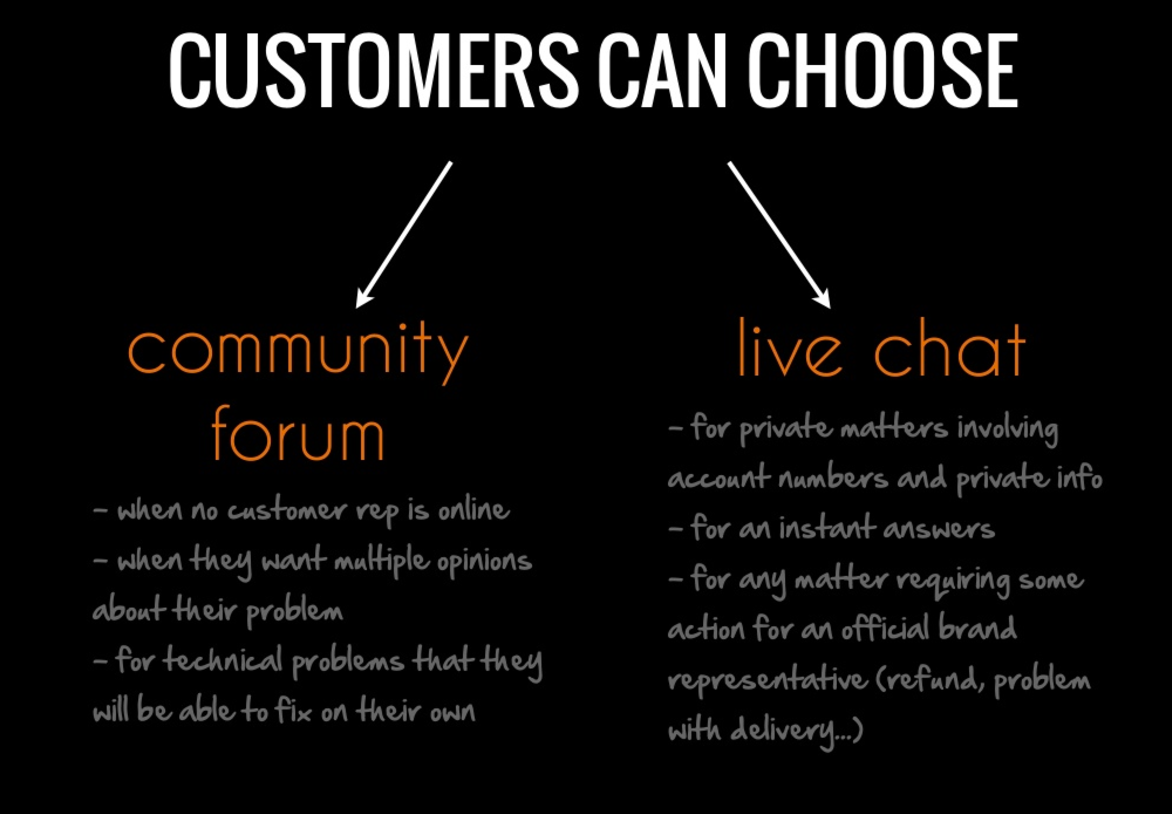 CUSTOMERS CAN CHOOSE
community
forum
- when no customer rep is online
- when they want multiple opinions
about their problem
- for technical problems that they
will be able to fix on their own
live chat
- for private matters involving
account numbers and private info
- for an instant answers
- for any matter requiring some
action for an official brand
representative (refund, problem
with delivery...)